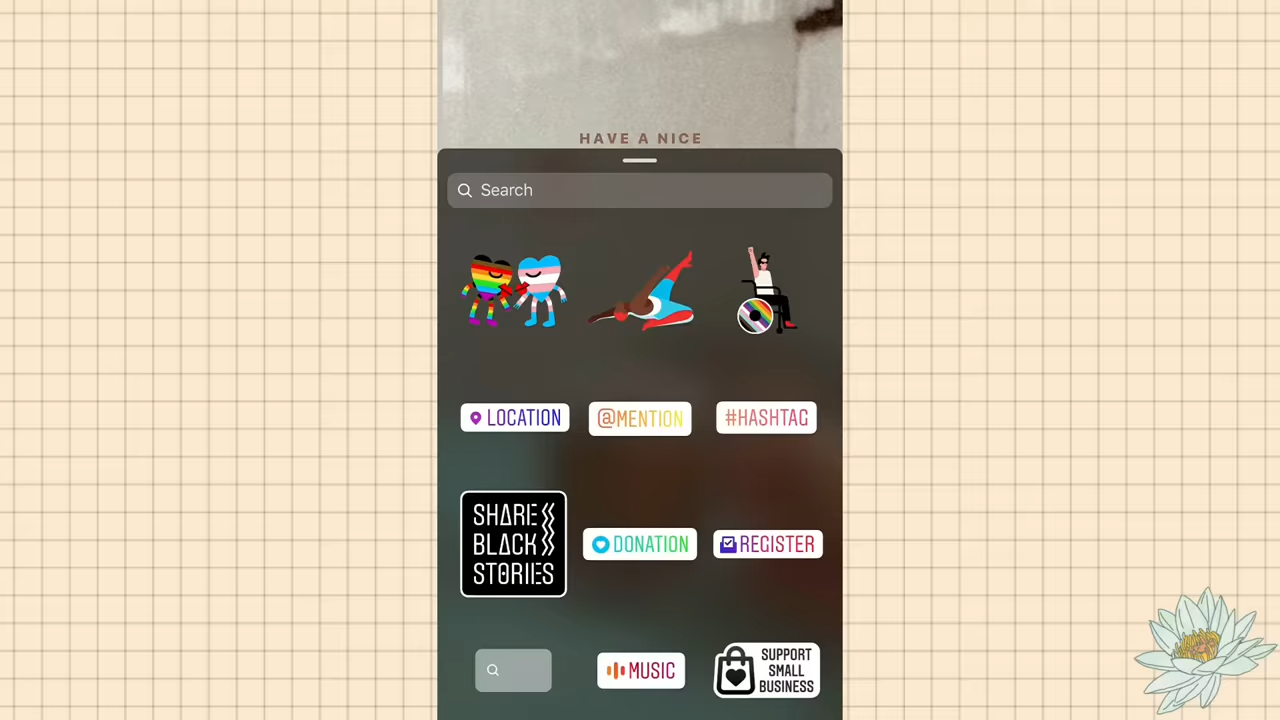 HAVE A NICE
Search
LOCATION
@MENTION
#HASHTAG
SHARE
BLACK
STORIES
DONATION
REGISTER
MUSIC
SUPPORT
SMALL
BUSINESS